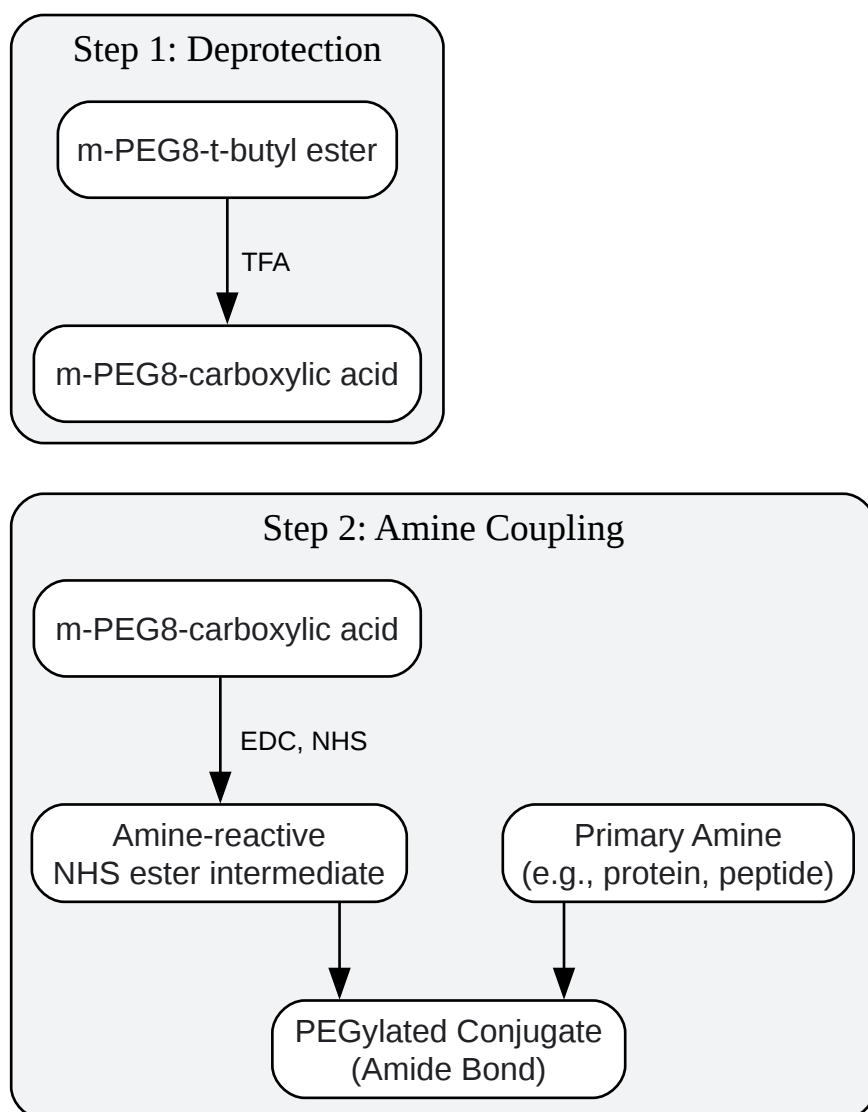 Step 1: Deprotection
m-PEG8-t-butyl ester
TFA
m-PEG8-carboxylic acid
Step 2: Amine Coupling
m-PEG8-carboxylic acid
EDC, NHS
Amine-reactive
NHS ester intermediate
Primary Amine
(e.g., protein, peptide)
PEGylated Conjugate
(Amide Bond)